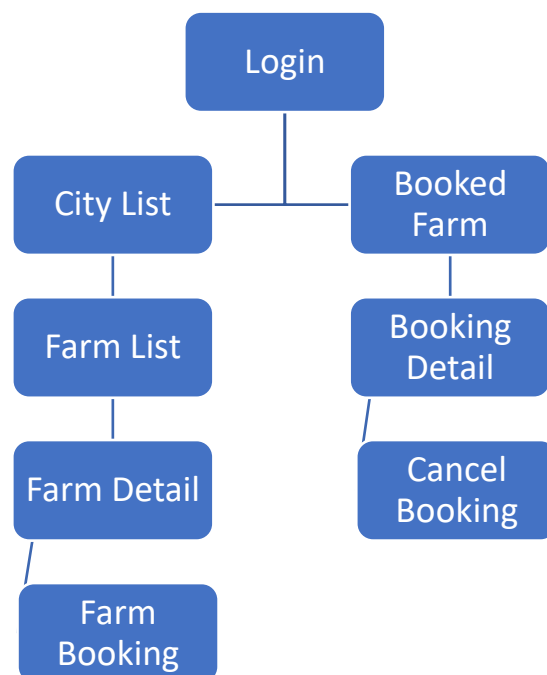 Login
City List
Booked
Farm
Farm List
Booking
Detail
Farm Detail
Cancel
Booking
Farm
Booking